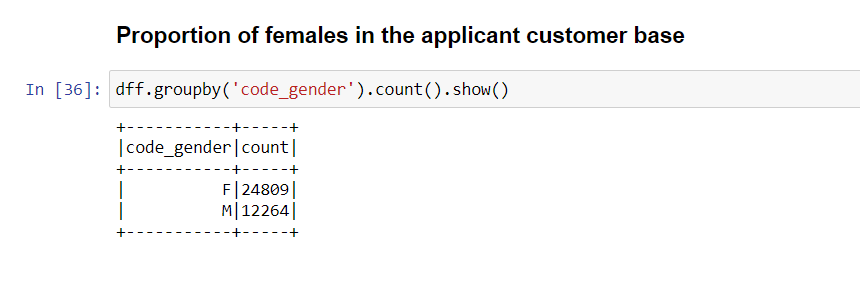 Proportion of females in the applicant customer base
In [36]: dff.groupby('code_gender').count().show()
+-----------+-----+
|code_gender|count|
+-----------+-----+
|          F|24809|
|          M|12264|
+-----------+-----+